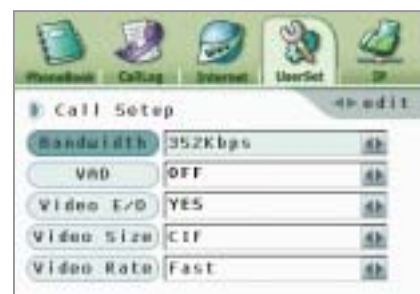 PhoneBook CallLog Internet UserSet IP
Call Setup
◂▸ edit
Bandwidth 352Kbps
VAD OFF
Video E/D YES
Video Size CIF
Video Rate Fast